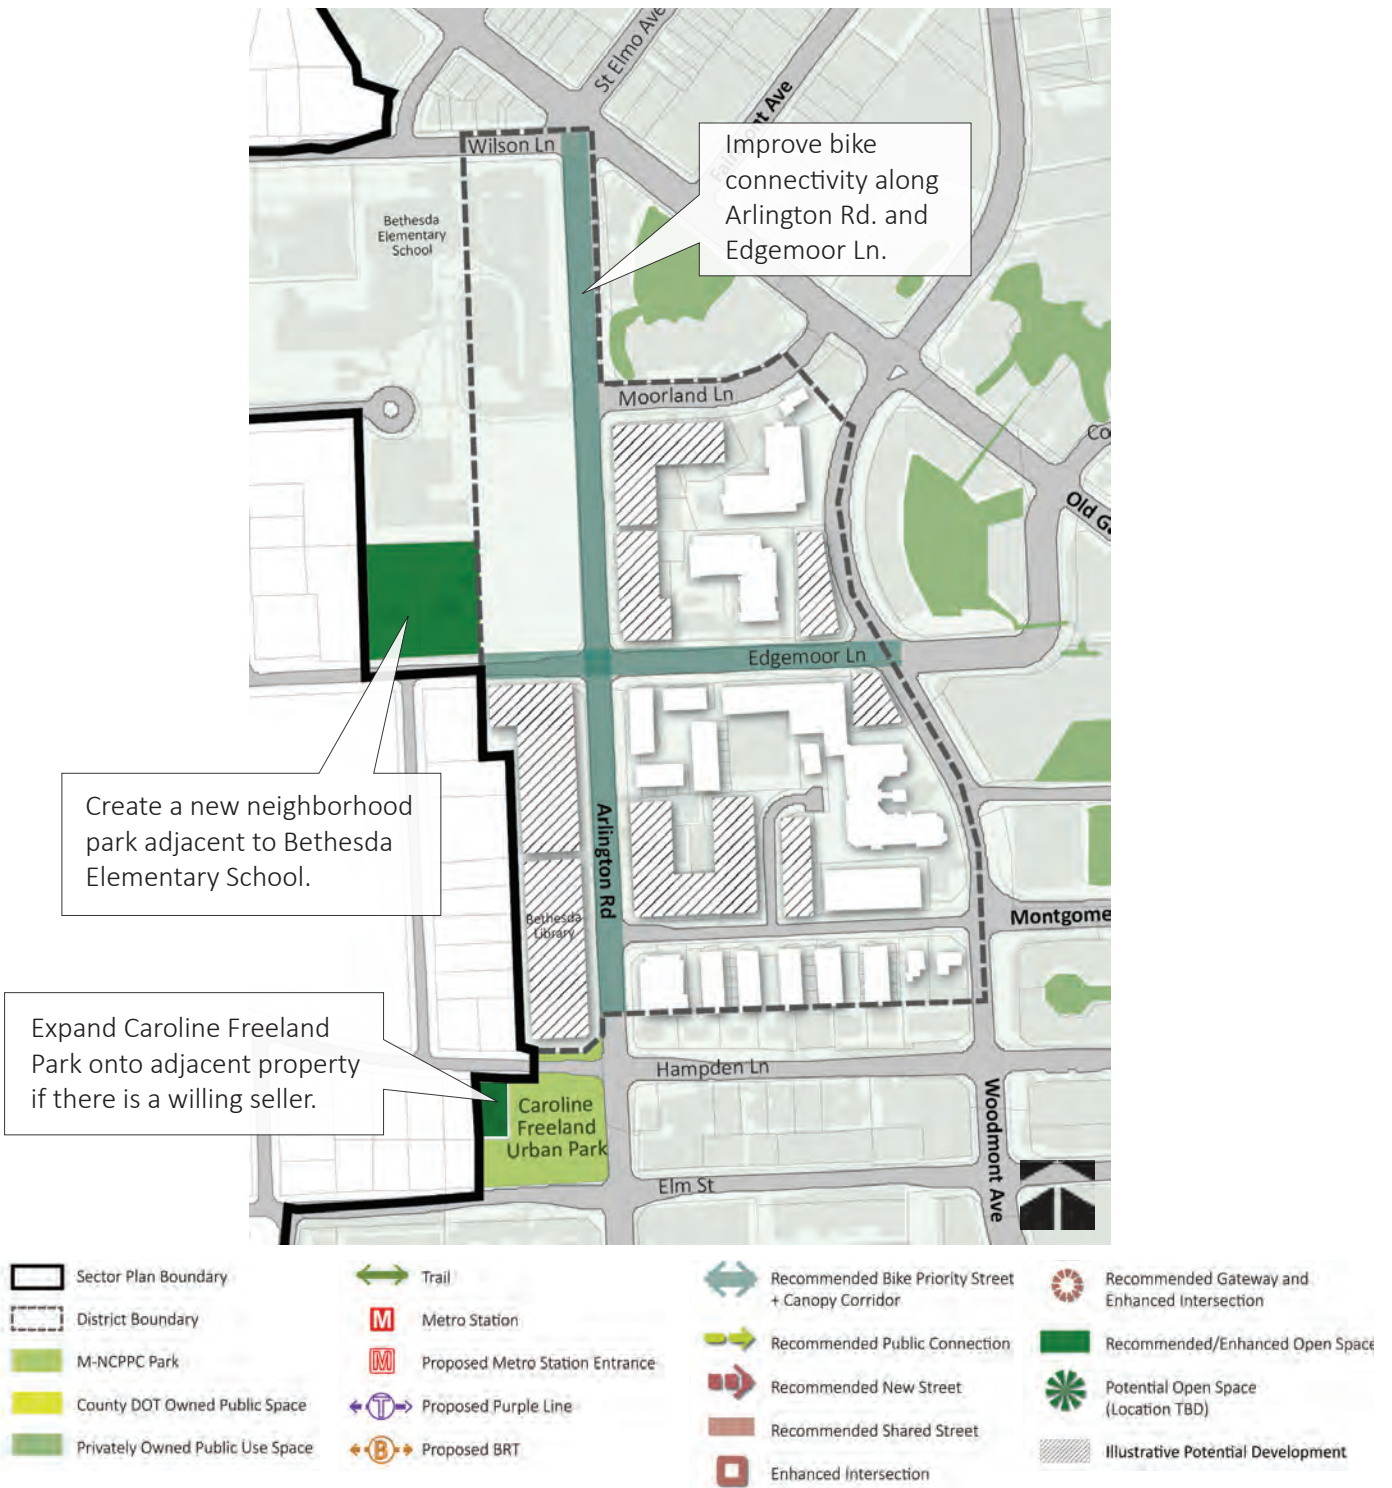 St Elmo Ave
nt Ave
Fair
Wilson Ln
Improve bike
connectivity along
Arlington Rd. and
Edgemoor Ln.
Bethesda
Elementary
School
Moorland Ln
Co
Old G
Edgemoor Ln
Create a new neighborhood
park adjacent to Bethesda
Elementary School.
Arlington Rd
Bethesda
Library
Montgome
Expand Caroline Freeland
Park onto adjacent property
if there is a willing seller.
Hampden Ln
Caroline
Freeland
Urban Park
Woodmont Ave
Elm St
Sector Plan Boundary
District Boundary
M-NCPPC Park
County DOT Owned Public Space
Privately Owned Public Use Space
Trail
M
Metro Station
M
Proposed Metro Station Entrance
T
Proposed Purple Line
B
Proposed BRT
Recommended Bike Priority Street
+ Canopy Corridor
Recommended Public Connection
Recommended New Street
Recommended Shared Street
Enhanced Intersection
Recommended Gateway and
Enhanced Intersection
Recommended/Enhanced Open Space
Potential Open Space
(Location TBD)
Illustrative Potential Development